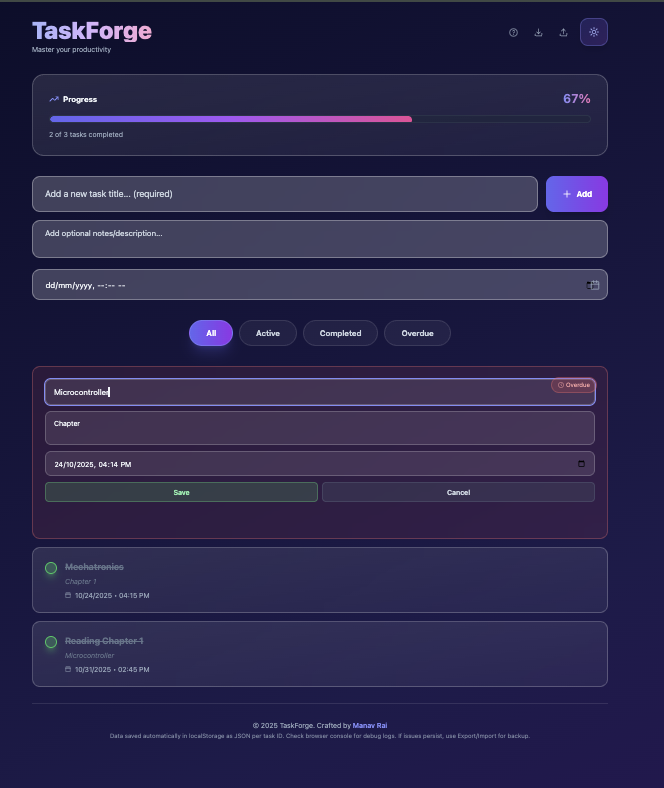 TaskForge
Master your productivity
Progress
67%
2 of 3 tasks completed
Add a new task title... (required)
+ Add
Add optional notes/description...
dd/mm/yyyy, --:-- --
All
Active
Completed
Overdue
Overdue
Microcontroller
Chapter
24/10/2025, 04:14 PM
Save
Cancel
Mechatronics
Chapter 1
10/24/2025 • 04:15 PM
Reading Chapter 1
Microcontroller
10/31/2025 • 02:45 PM
© 2025 TaskForge. Crafted by Manav Rai
Data saved automatically in localStorage as JSON per task ID. Check browser console for debug logs. If issues persist, use Export/Import for backup.